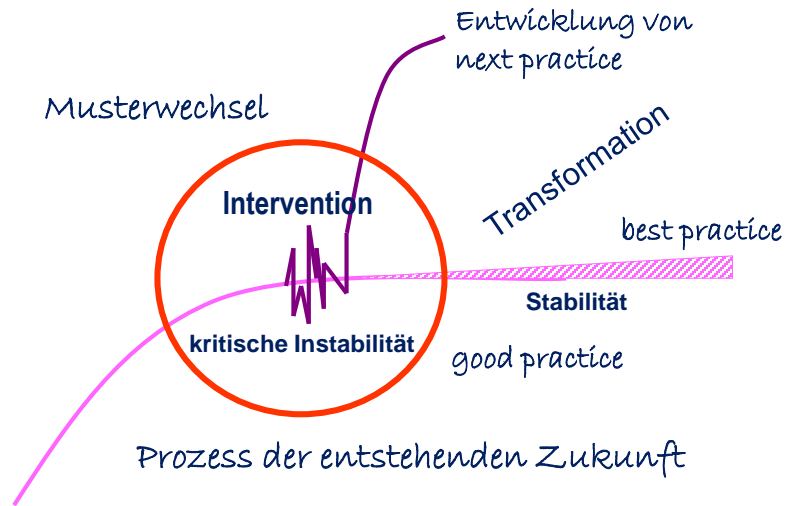 Entwicklung von
next practice
Musterwechsel
Transformation
Intervention
best practice
Stabilität
kritische Instabilität
good practice
Prozess der entstehenden Zukunft